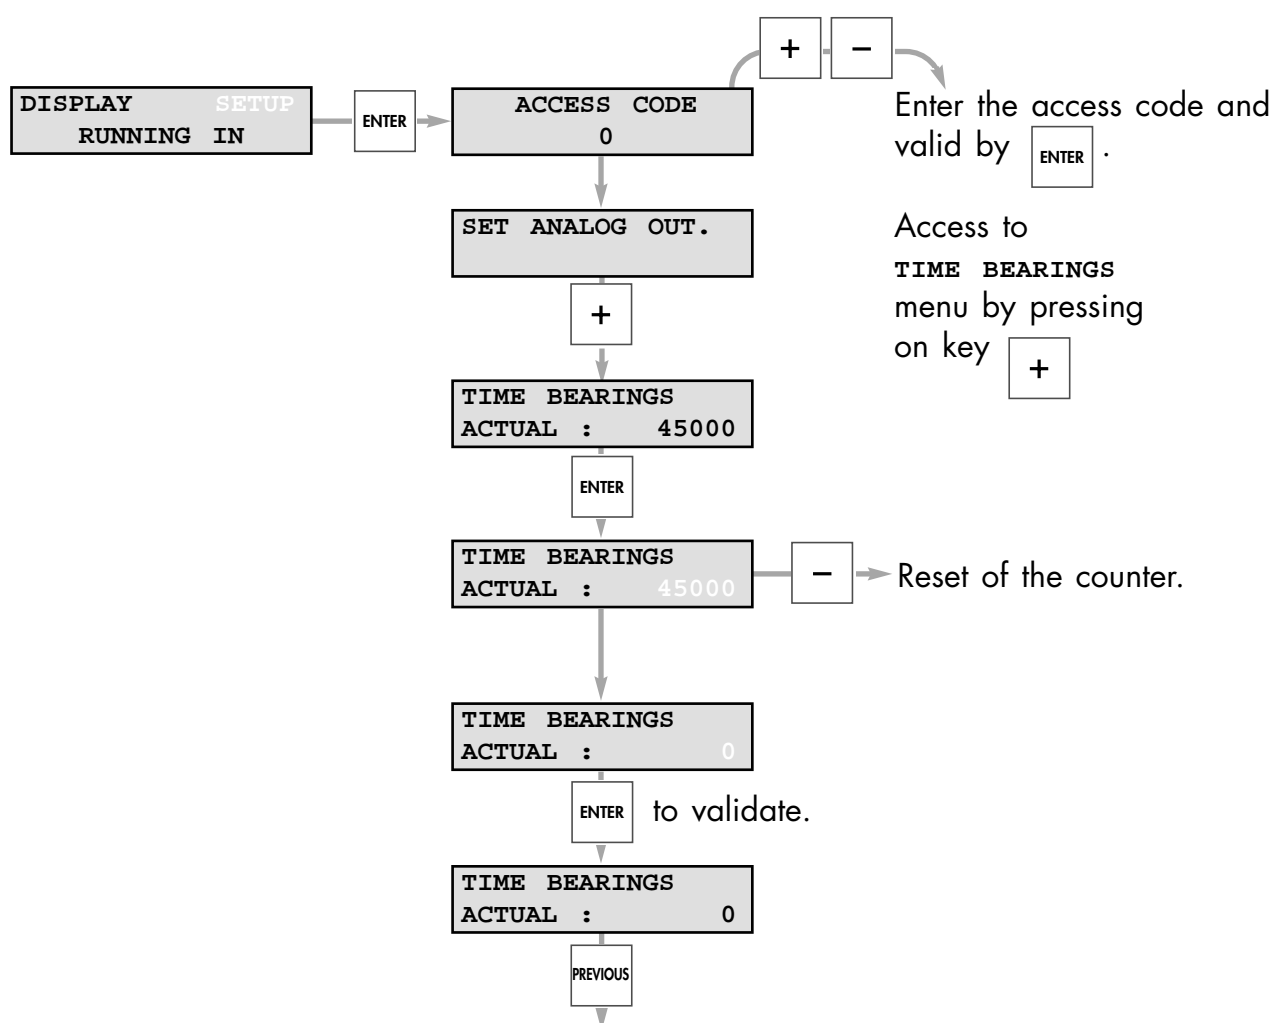 + −
DISPLAY SETUP
RUNNING IN
ENTER
ACCESS CODE
0
Enter the access code and
valid by ENTER .
SET ANALOG OUT.
+
Access to
TIME BEARINGS
menu by pressing
on key +
TIME BEARINGS
ACTUAL : 45000
ENTER
TIME BEARINGS
ACTUAL : 45000
−
Reset of the counter.
TIME BEARINGS
ACTUAL : 0
ENTER to validate.
TIME BEARINGS
ACTUAL : 0
PREVIOUS